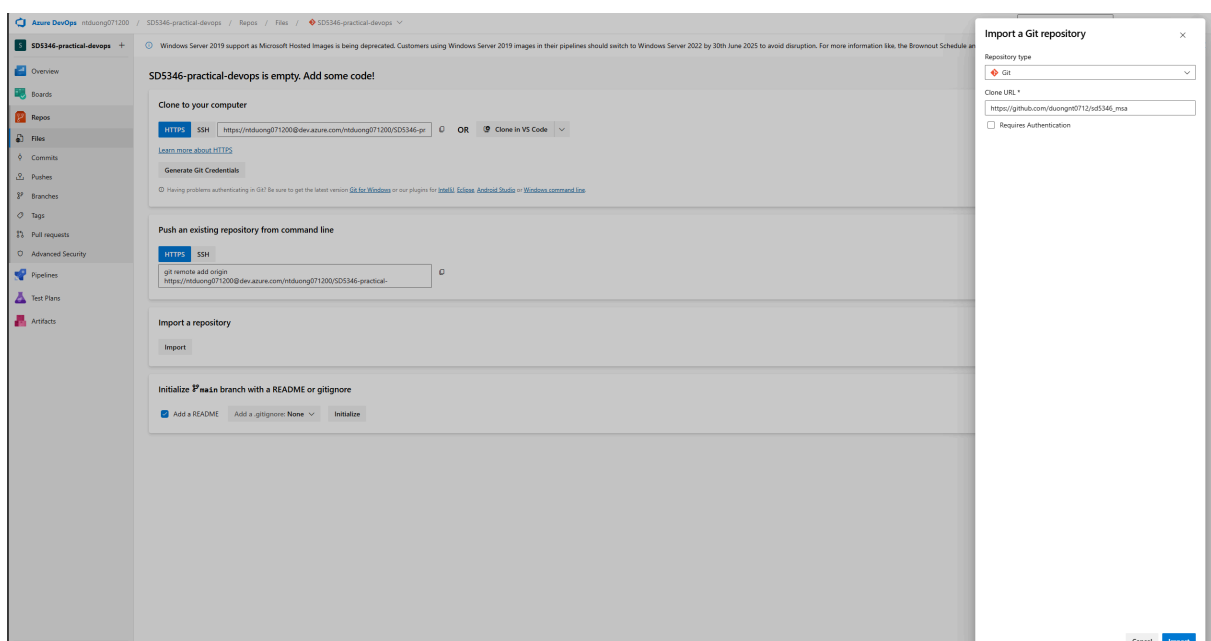 Azure DevOps ntduong071200 / SD5346-practical-devops / Repos / Files / SD5346-practical-devops
S SD5346-practical-devops +
Overview
Boards
Repos
Files
Commits
Pushes
Branches
Tags
Pull requests
Advanced Security
Pipelines
Test Plans
Artifacts
Windows Server 2019 support as Microsoft Hosted Images is being deprecated. Customers using Windows Server 2019 images in their pipelines should switch to Windows Server 2022 by 30th June 2025 to avoid disruption. For more information like, the Brownout Schedule an
SD5346-practical-devops is empty. Add some code!
Clone to your computer
HTTPS SSH https://ntduong071200@dev.azure.com/ntduong071200/SD5346-pr OR Clone in VS Code
Learn more about HTTPS
Generate Git Credentials
Having problems authenticating in Git? Be sure to get the latest version Git for Windows or our plugins for IntelliJ, Eclipse, Android Studio or Windows command line.
Push an existing repository from command line
HTTPS SSH
git remote add origin
https://ntduong071200@dev.azure.com/ntduong071200/SD5346-practical-
Import a repository
Import
Initialize main branch with a README or gitignore
Add a README Add a .gitignore: None Initialize
Import a Git repository
Repository type
Git
Clone URL *
https://github.com/duongnt0712/sd5346_msa
Requires Authentication
Cancel Import